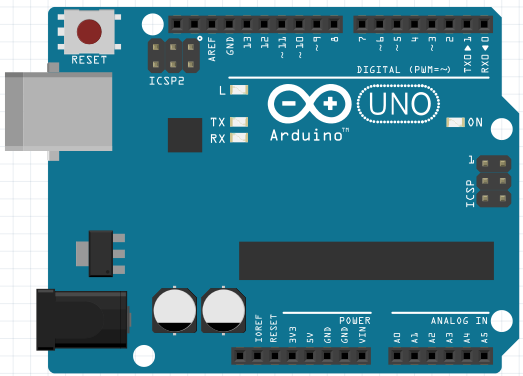 RESET
ICSP2
AREF
GND
13
12
~11
~10
~9
8
7
~6
~5
4
~3
2
TX0▶1
RX0◀0
DIGITAL (PWM=~)
L
TX
RX
Arduino™
UNO
ON
1
ICSP
IOREF
RESET
3V3
5V
GND
GND
VIN
POWER
A0
A1
A2
A3
A4
A5
ANALOG IN